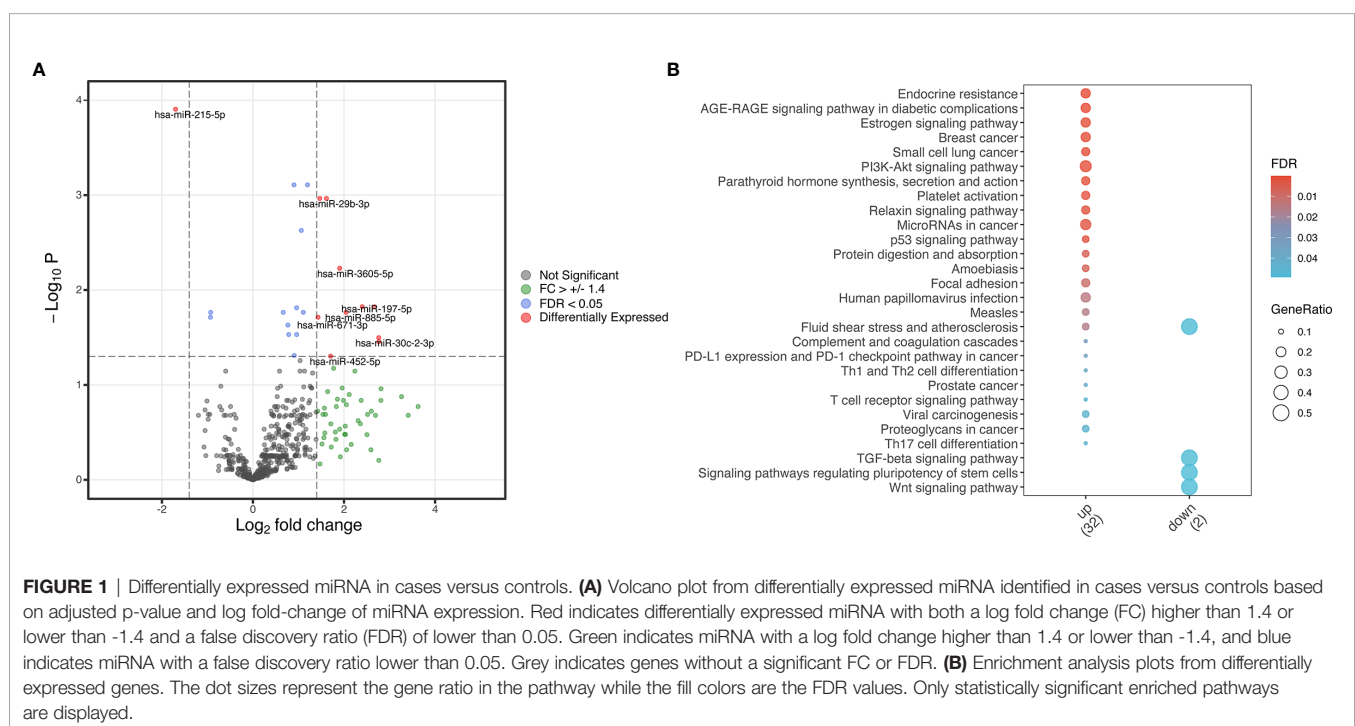 A
B
4
3
2
1
0
-2
0
2
4
Log2 fold change
– Log10 P
hsa-miR-215-5p
hsa-miR-29b-3p
hsa-miR-3605-5p
hsa-miR-197-5p
hsa-miR-885-5p
hsa-miR-671-3p
hsa-miR-30c-2-3p
hsa-miR-452-5p
Not Significant
FC > +/- 1.4
FDR < 0.05
Differentially Expressed
Endocrine resistance
AGE-RAGE signaling pathway in diabetic complications
Estrogen signaling pathway
Breast cancer
Small cell lung cancer
PI3K-Akt signaling pathway
Parathyroid hormone synthesis, secretion and action
Platelet activation
Relaxin signaling pathway
MicroRNAs in cancer
p53 signaling pathway
Protein digestion and absorption
Amoebiasis
Focal adhesion
Human papillomavirus infection
Measles
Fluid shear stress and atherosclerosis
Complement and coagulation cascades
PD-L1 expression and PD-1 checkpoint pathway in cancer
Th1 and Th2 cell differentiation
Prostate cancer
T cell receptor signaling pathway
Viral carcinogenesis
Proteoglycans in cancer
Th17 cell differentiation
TGF-beta signaling pathway
Signaling pathways regulating pluripotency of stem cells
Wnt signaling pathway
up
(32)
down
(2)
FDR
0.01
0.02
0.03
0.04
GeneRatio
0.1
0.2
0.3
0.4
0.5
FIGURE 1 | Differentially expressed miRNA in cases versus controls. (A) Volcano plot from differentially expressed miRNA identified in cases versus controls based
on adjusted p-value and log fold-change of miRNA expression. Red indicates differentially expressed miRNA with both a log fold change (FC) higher than 1.4 or
lower than -1.4 and a false discovery ratio (FDR) of lower than 0.05. Green indicates miRNA with a log fold change higher than 1.4 or lower than -1.4, and blue
indicates miRNA with a false discovery ratio lower than 0.05. Grey indicates genes without a significant FC or FDR. (B) Enrichment analysis plots from differentially
expressed genes. The dot sizes represent the gene ratio in the pathway while the fill colors are the FDR values. Only statistically significant enriched pathways
are displayed.